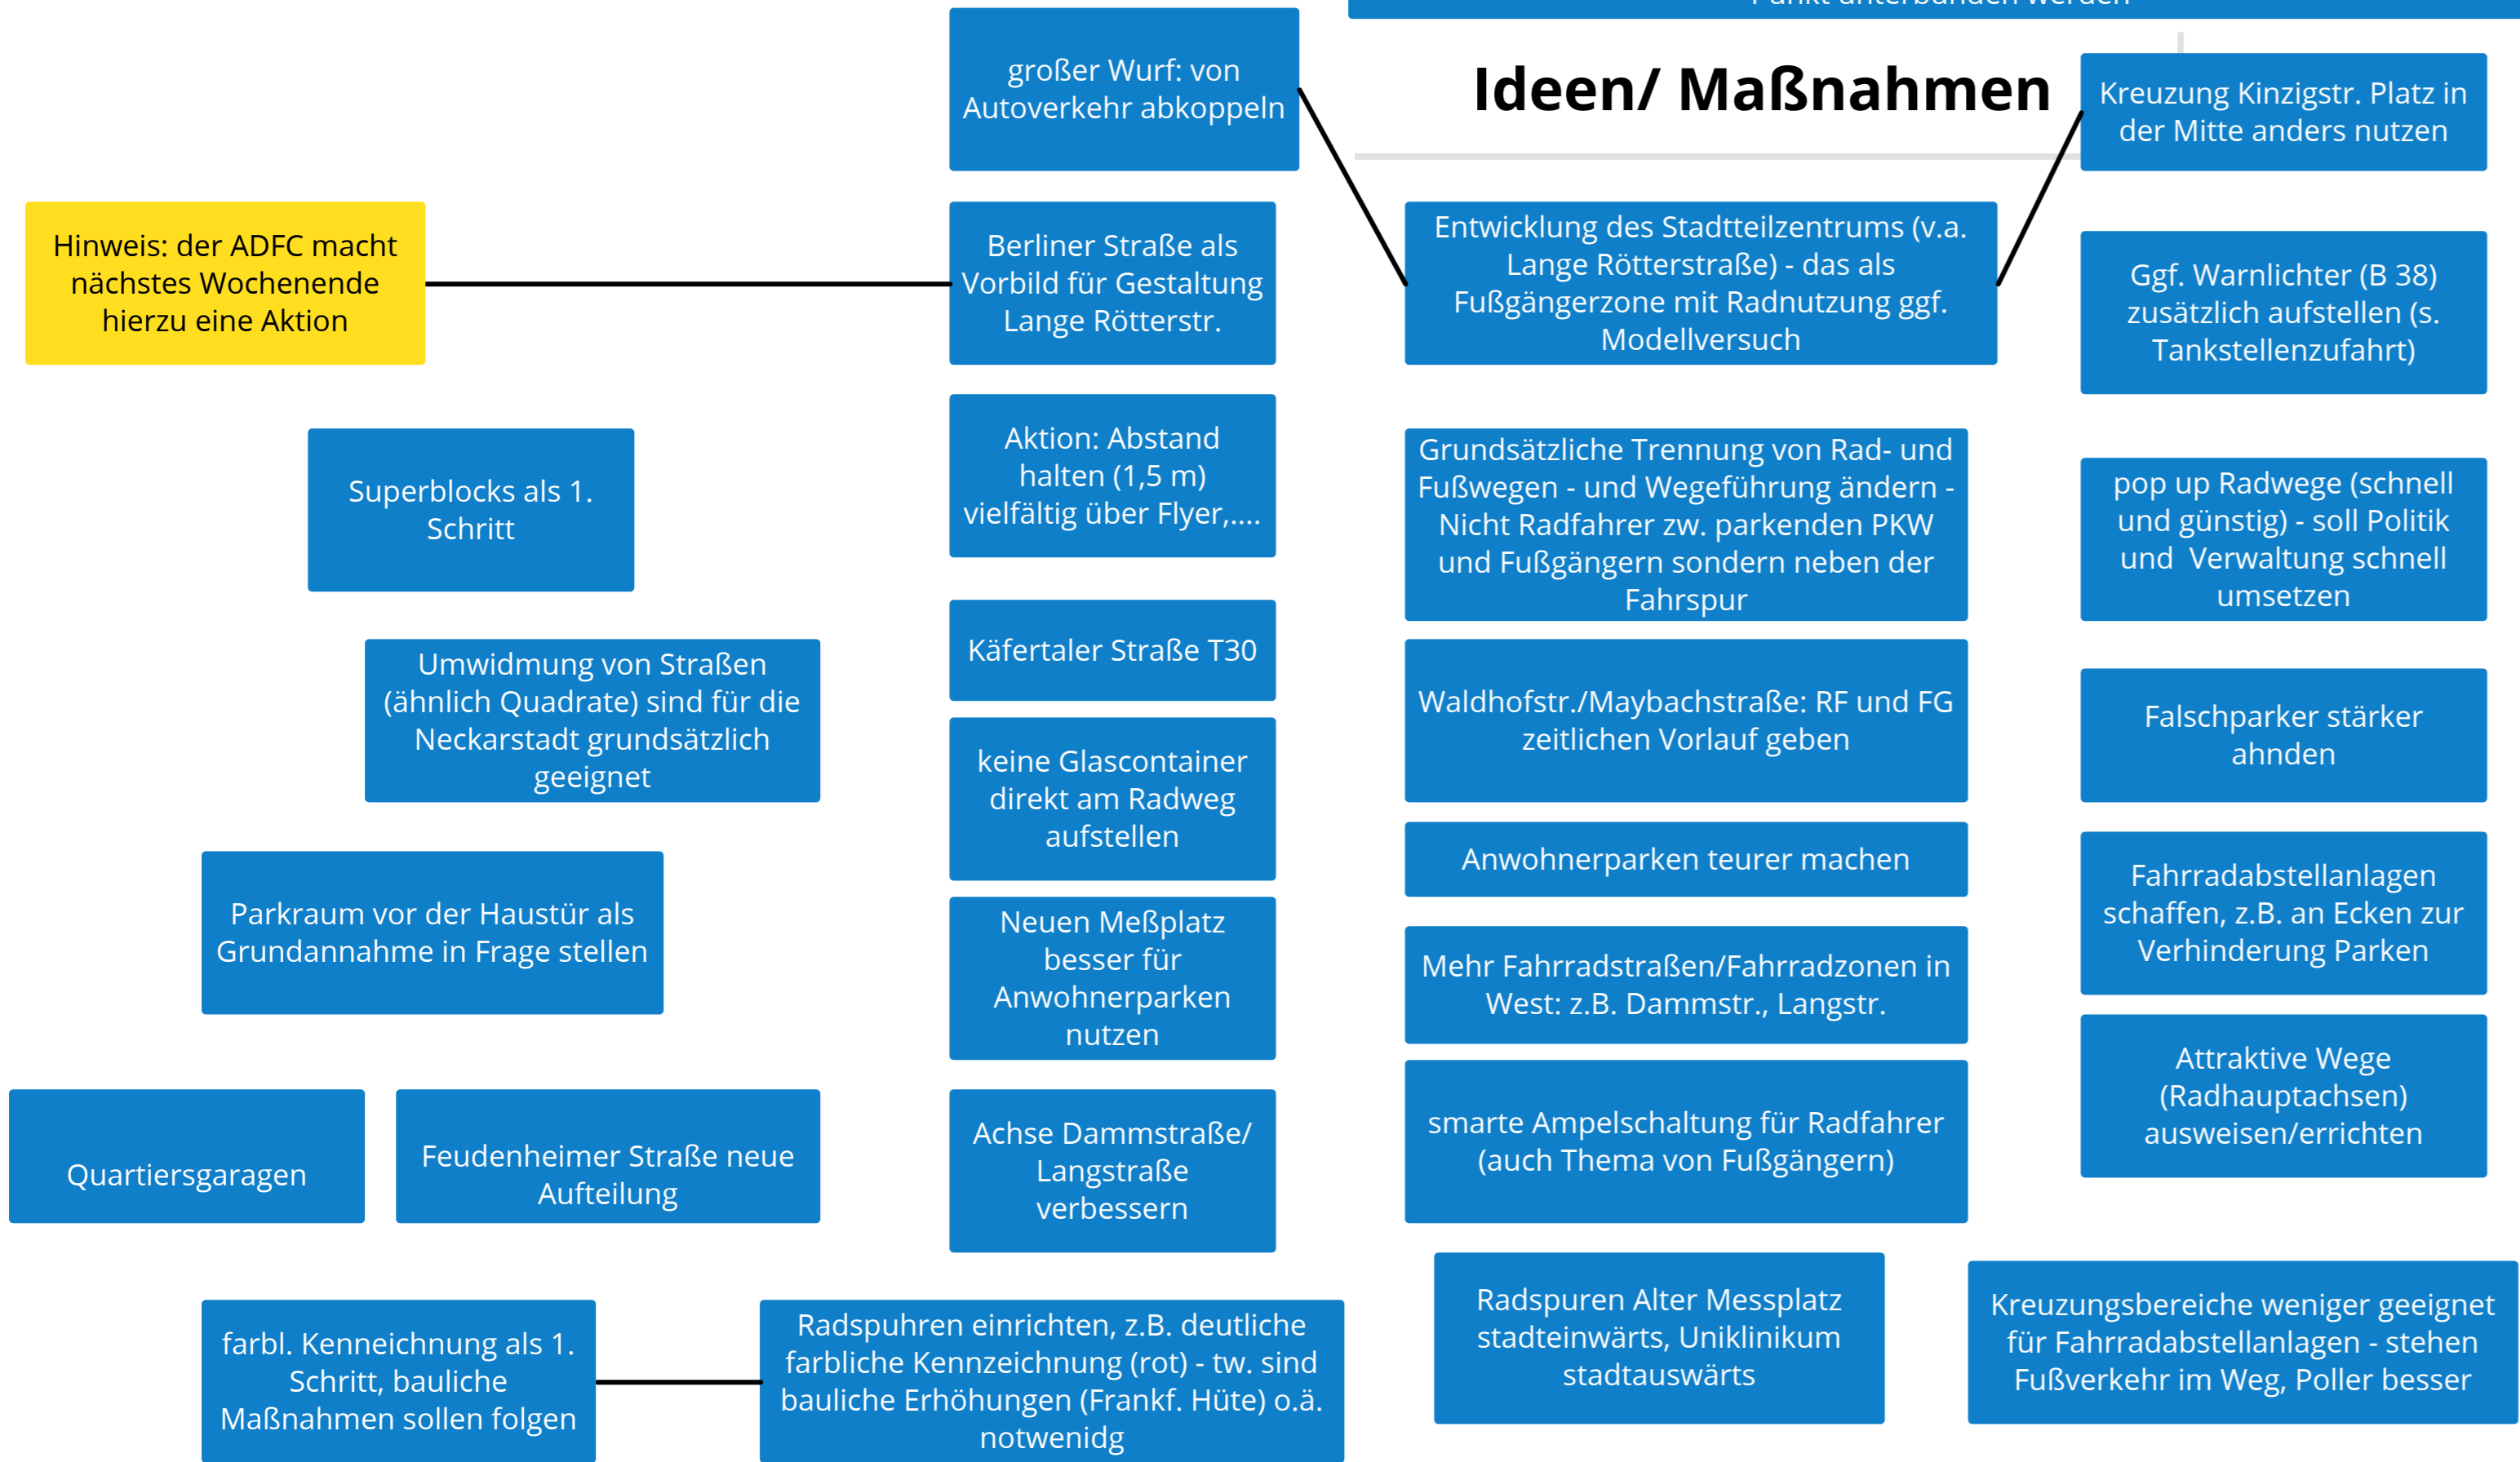 Punkt unterbunden werden
Ideen/ Maßnahmen
großer Wurf: von
Autoverkehr abkoppeln
Kreuzung Kinzigstr. Platz in
der Mitte anders nutzen
Hinweis: der ADFC macht
nächstes Wochenende
hierzu eine Aktion
Berliner Straße als
Vorbild für Gestaltung
Lange Rötterstr.
Entwicklung des Stadtteilzentrums (v.a.
Lange Rötterstraße) - das als
Fußgängerzone mit Radnutzung ggf.
Modellversuch
Ggf. Warnlichter (B 38)
zusätzlich aufstellen (s.
Tankstellenzufahrt)
Superblocks als 1.
Schritt
Aktion: Abstand
halten (1,5 m)
vielfältig über Flyer,....
Grundsätzliche Trennung von Rad- und
Fußwegen - und Wegeführung ändern -
Nicht Radfahrer zw. parkenden PKW
und Fußgängern sondern neben der
Fahrspur
pop up Radwege (schnell
und günstig) - soll Politik
und  Verwaltung schnell
umsetzen
Umwidmung von Straßen
(ähnlich Quadrate) sind für die
Neckarstadt grundsätzlich
geeignet
Käfertaler Straße T30
Waldhofstr./Maybachstraße: RF und FG
zeitlichen Vorlauf geben
Falschparker stärker
ahnden
keine Glascontainer
direkt am Radweg
aufstellen
Parkraum vor der Haustür als
Grundannahme in Frage stellen
Anwohnerparken teurer machen
Fahrradabstellanlagen
schaffen, z.B. an Ecken zur
Verhinderung Parken
Neuen Meßplatz
besser für
Anwohnerparken
nutzen
Mehr Fahrradstraßen/Fahrradzonen in
West: z.B. Dammstr., Langstr.
Attraktive Wege
(Radhauptachsen)
ausweisen/errichten
Quartiersgaragen
Feudenheimer Straße neue
Aufteilung
Achse Dammstraße/
Langstraße
verbessern
smarte Ampelschaltung für Radfahrer
(auch Thema von Fußgängern)
farbl. Kenneichnung als 1.
Schritt, bauliche
Maßnahmen sollen folgen
Radspuhren einrichten, z.B. deutliche
farbliche Kennzeichnung (rot) - tw. sind
bauliche Erhöhungen (Frankf. Hüte) o.ä.
notwenidg
Radspuren Alter Messplatz
stadteinwärts, Uniklinikum
stadtauswärts
Kreuzungsbereiche weniger geeignet
für Fahrradabstellanlagen - stehen
Fußverkehr im Weg, Poller besser